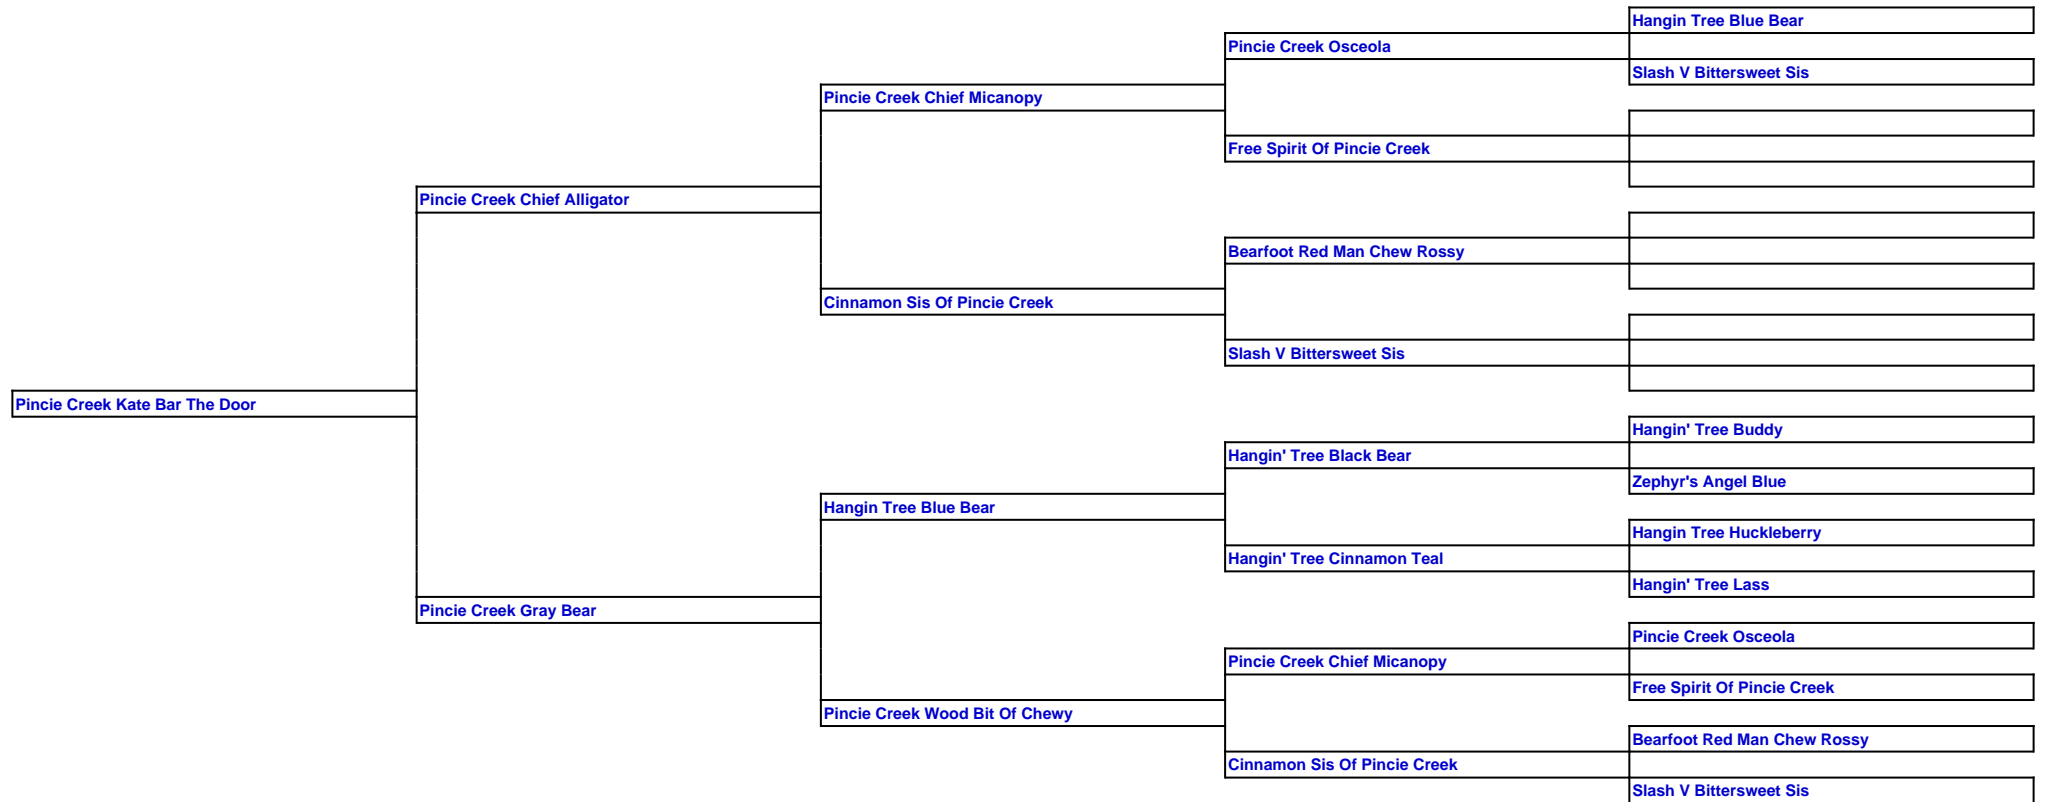 Hangin Tree Blue Bear
Pincie Creek Osceola
Slash V Bittersweet Sis
Pincie Creek Chief Micanopy
Free Spirit Of Pincie Creek
Pincie Creek Chief Alligator
Bearfoot Red Man Chew Rossy
Cinnamon Sis Of Pincie Creek
Slash V Bittersweet Sis
Pincie Creek Kate Bar The Door
Hangin' Tree Buddy
Hangin' Tree Black Bear
Zephyr's Angel Blue
Hangin Tree Blue Bear
Hangin Tree Huckleberry
Hangin' Tree Cinnamon Teal
Hangin' Tree Lass
Pincie Creek Gray Bear
Pincie Creek Osceola
Pincie Creek Chief Micanopy
Free Spirit Of Pincie Creek
Pincie Creek Wood Bit Of Chewy
Bearfoot Red Man Chew Rossy
Cinnamon Sis Of Pincie Creek
Slash V Bittersweet Sis